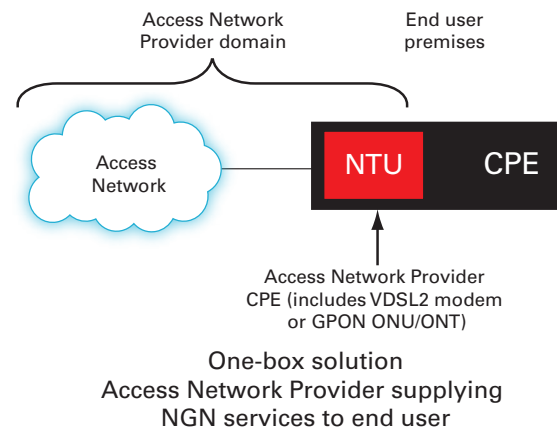 Access Network
Provider domain
End user
premises
Access
Network
NTU
CPE
Access Network Provider
CPE (includes VDSL2 modem
or GPON ONU/ONT)
One-box solution
Access Network Provider supplying
NGN services to end user